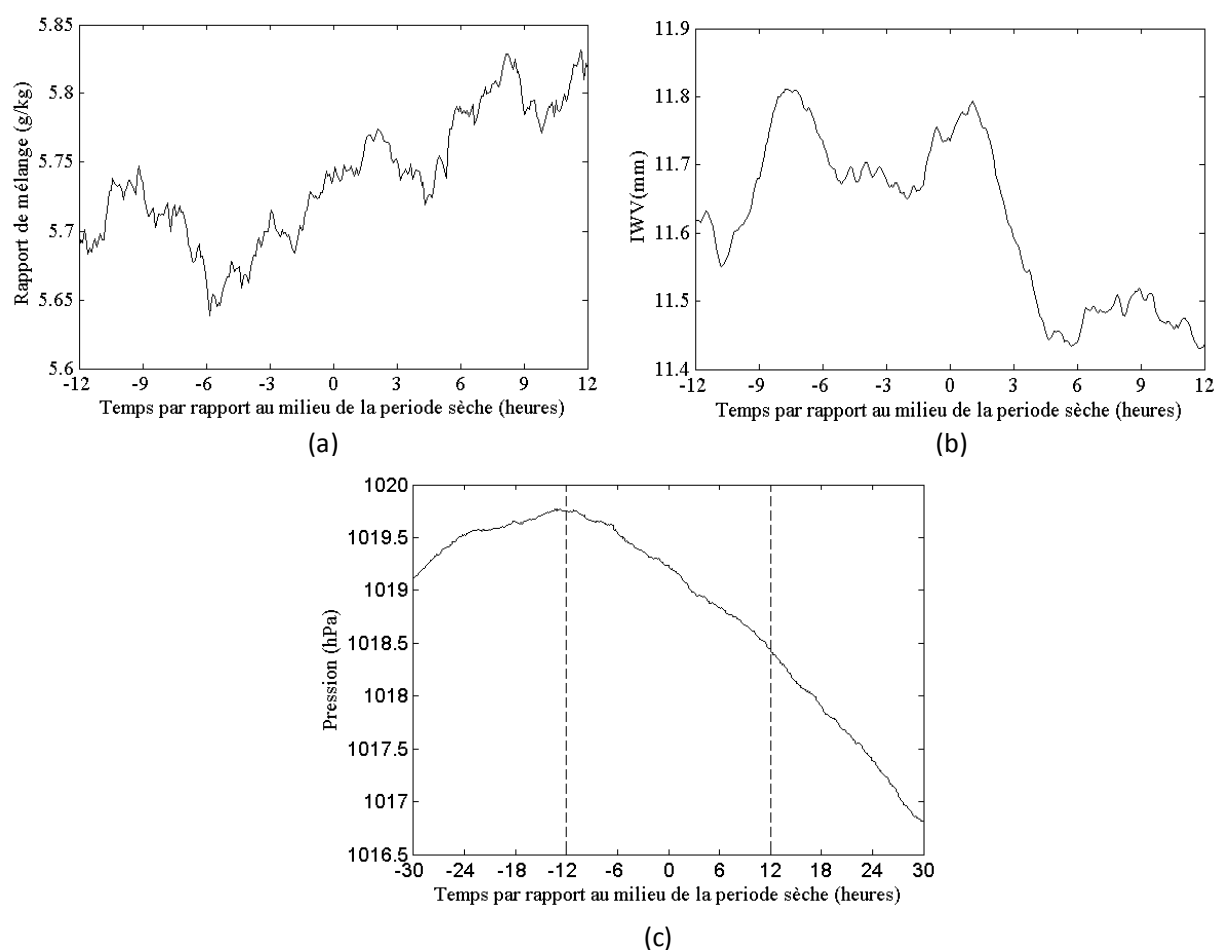 5.85
5.8
5.75
5.7
5.65
5.6
Rapport de mélange (g/kg)
-12 -9 -6 -3 0 3 6 9 12
Temps par rapport au milieu de la periode sèche (heures)
(a)
11.9
11.8
11.7
11.6
11.5
11.4
IWV(mm)
-12 -9 -6 -3 0 3 6 9 12
Temps par rapport au milieu de la periode sèche (heures)
(b)
1020
1019.5
1019
1018.5
1018
1017.5
1017
1016.5
Pression (hPa)
-30 -24 -18 -12 -6 0 6 12 18 24 30
Temps par rapport au milieu de la periode sèche (heures)
(c)